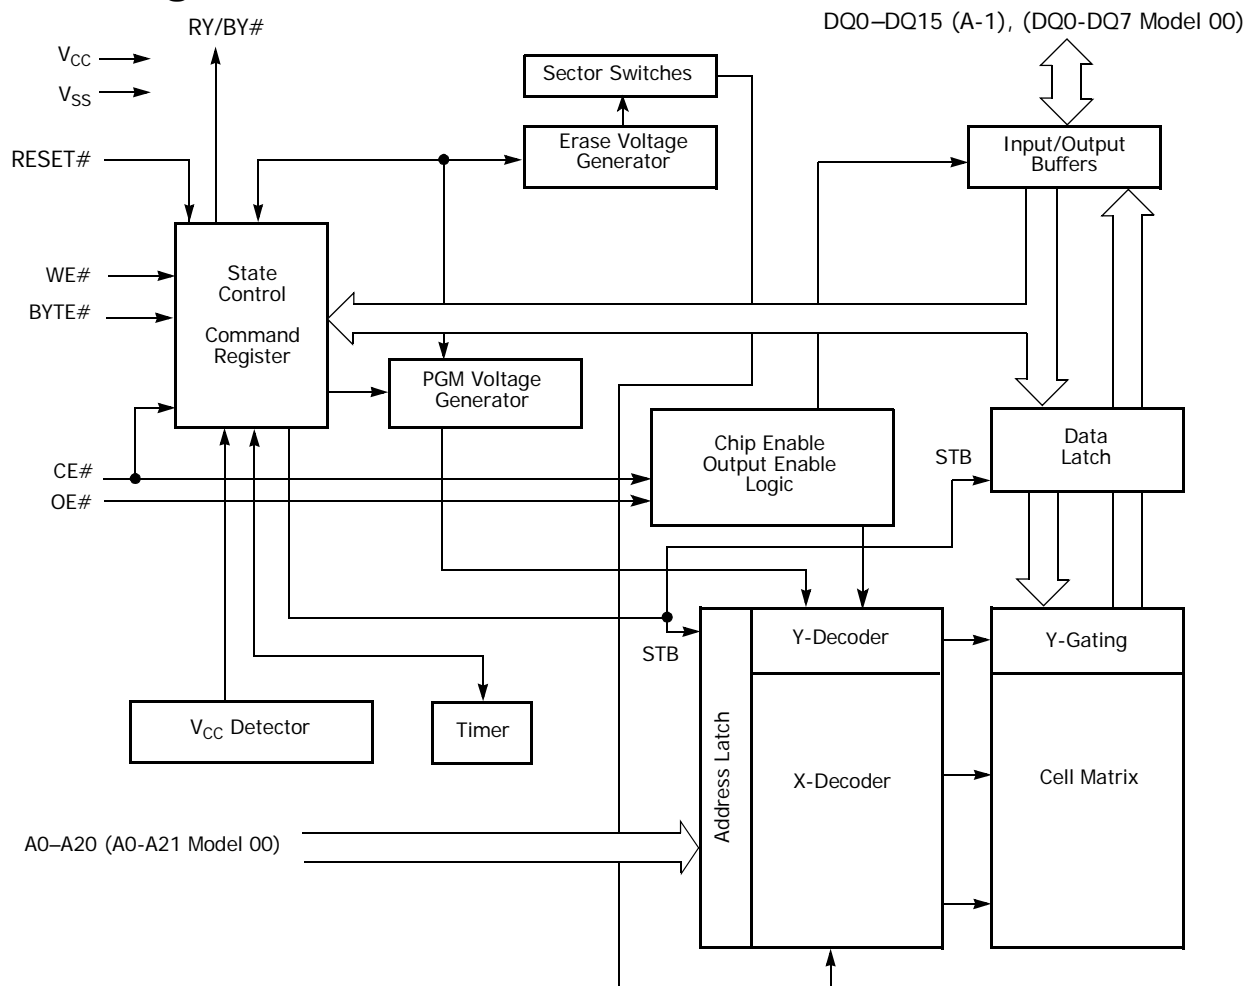 RY/BY#
DQ0–DQ15 (A-1), (DQ0-DQ7 Model 00)
VCC
VSS
Sector Switches
Erase Voltage
Generator
Input/Output
Buffers
RESET#
WE#
BYTE#
State
Control
Command
Register
PGM Voltage
Generator
Chip Enable
Output Enable
Logic
STB
Data
Latch
CE#
OE#
STB
Y-Decoder
Y-Gating
VCC Detector
Timer
Address Latch
X-Decoder
Cell Matrix
A0–A20 (A0-A21 Model 00)